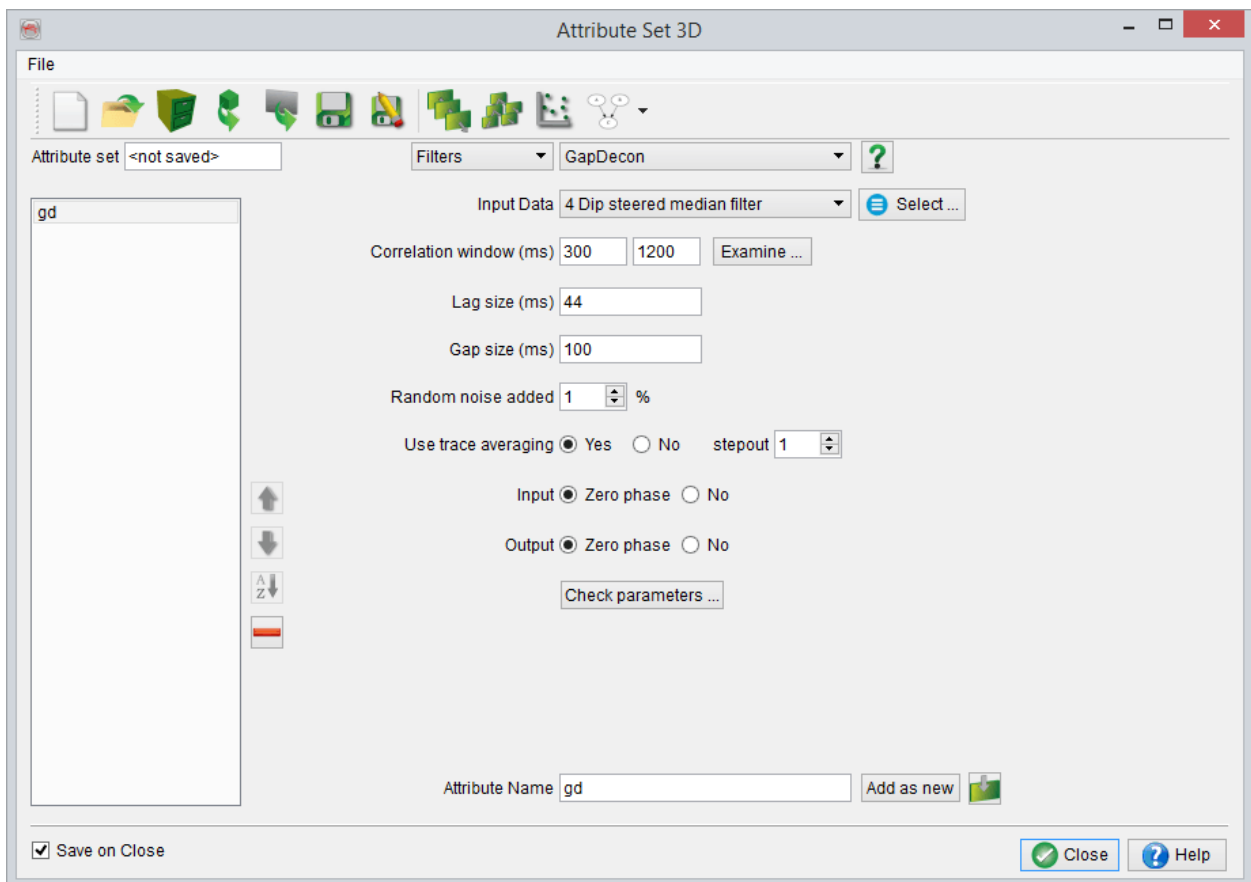 Attribute Set 3D
File
Attribute set <not saved> Filters GapDecon ?
gd
Input Data 4 Dip steered median filter Select ...
Correlation window (ms) 300 1200 Examine ...
Lag size (ms) 44
Gap size (ms) 100
Random noise added 1 %
Use trace averaging Yes No stepout 1
Input Zero phase No
Output Zero phase No
A
Z
Check parameters ...
Attribute Name gd Add as new
Save on Close
Close ? Help